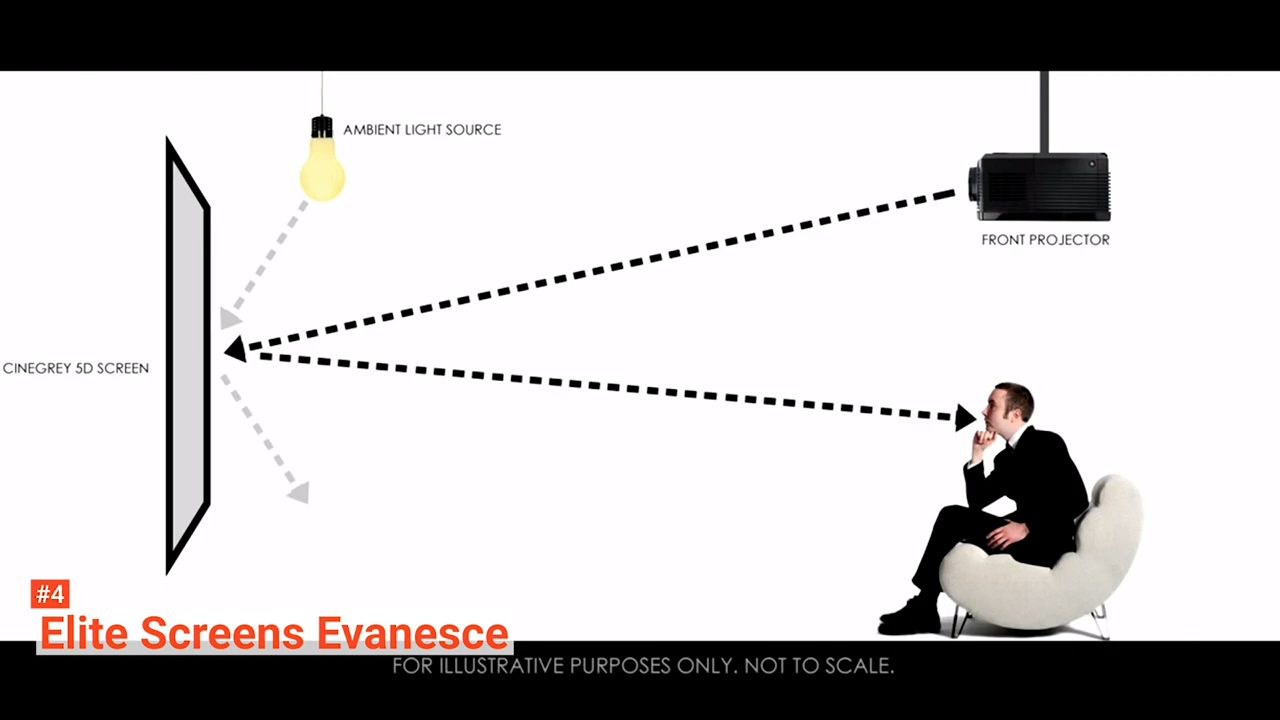 AMBIENT LIGHT SOURCE
FRONT PROJECTOR
CINEGREY 5D SCREEN
#4
Elite Screens Evanesce
FOR ILLUSTRATIVE PURPOSES ONLY. NOT TO SCALE.